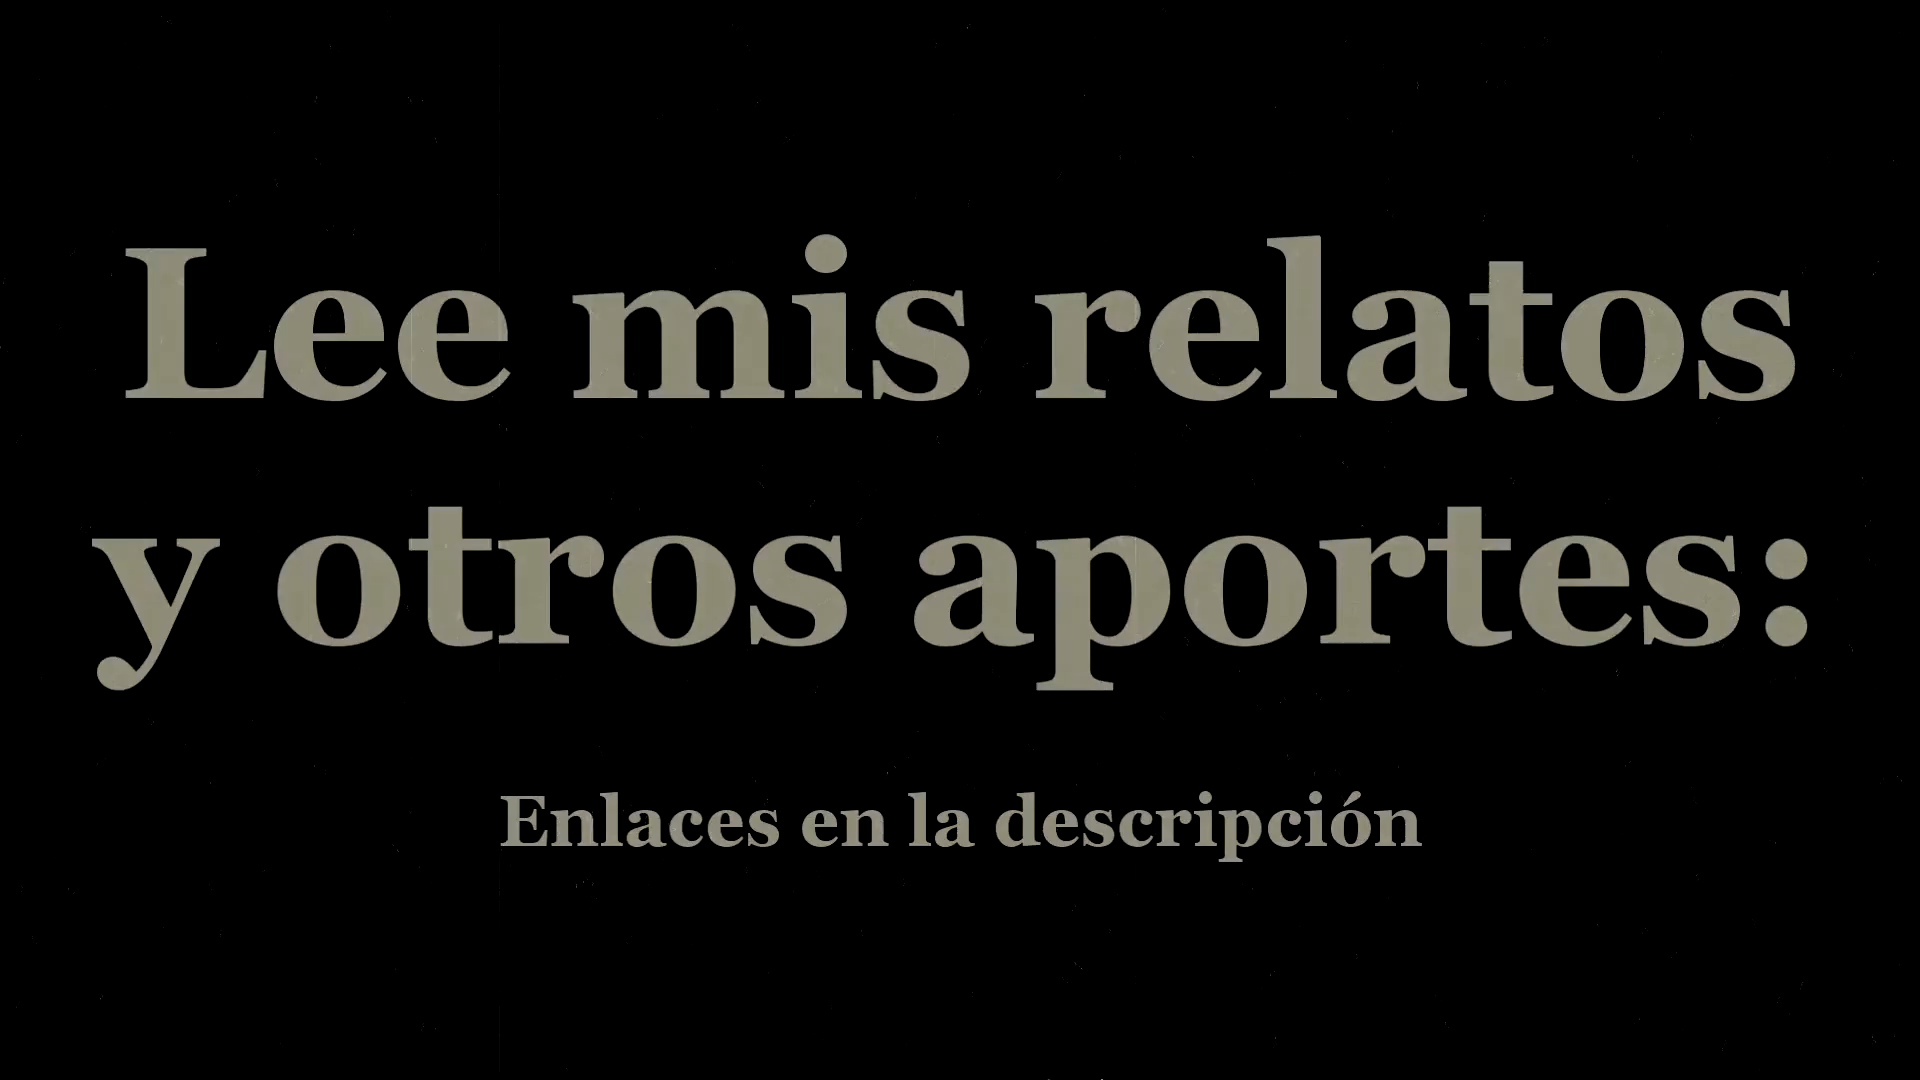 Lee mis relatos
y otros aportes:
Enlaces en la descripción